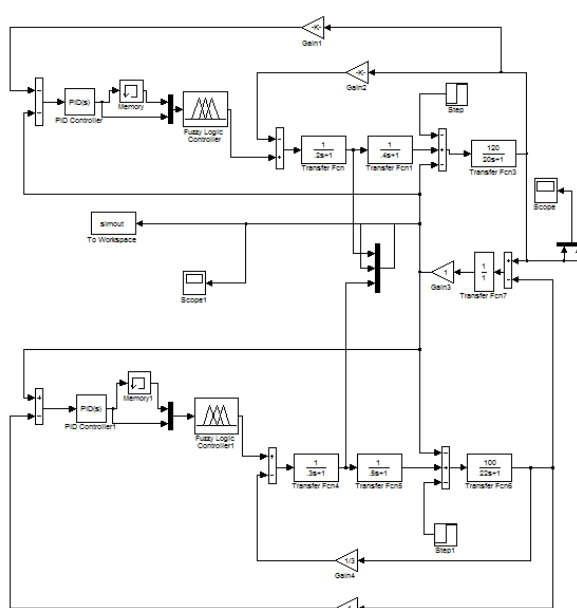 -K-
Gain1
-K-
Gain2
Step
PID(s)
PID Controller
Memory
Fuzzy Logic
Controller
1
.2s+1
Transfer Fcn
1
.4s+1
Transfer Fcn1
120
20s+1
Transfer Fcn3
Scope
simout
To Workspace
Scope1
1
Gain3
1
1
Transfer Fcn7
PID(s)
PID Controller1
Memory1
Fuzzy Logic
Controller1
1
.3s+1
Transfer Fcn4
1
.5s+1
Transfer Fcn5
100
22s+1
Transfer Fcn6
Step1
1/3
Gain4